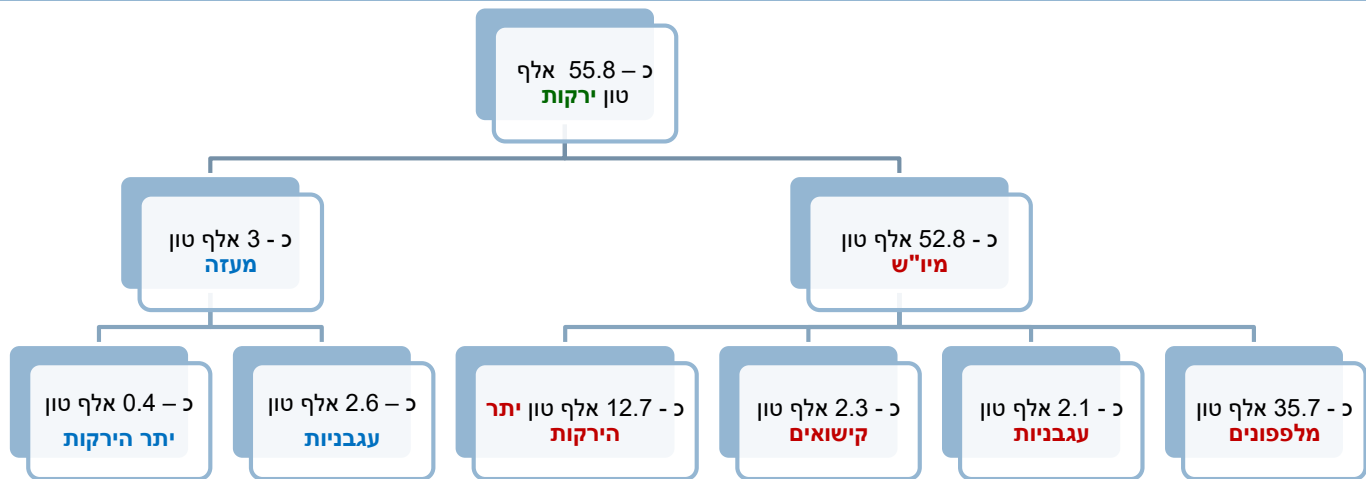 כ – 55.8 אלף
טון ירקות
כ - 52.8 אלף טון
מיו"ש
כ - 3 אלף טון
מעזה
כ - 35.7 אלף טון
מלפפונים
כ - 2.1 אלף טון
עגבניות
כ - 2.3 אלף טון
קישואים
כ - 12.7 אלף טון יתר
הירקות
כ – 2.6 אלף טון
עגבניות
כ – 0.4 אלף טון
יתר הירקות